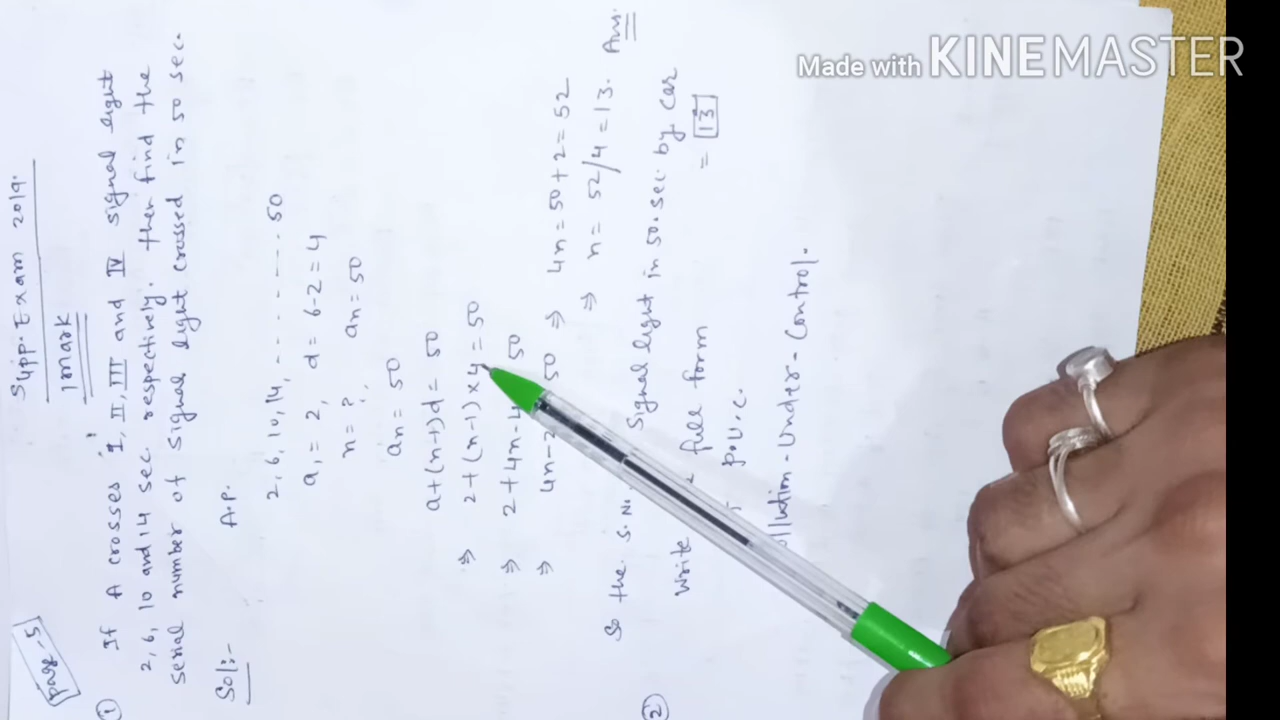 Made with KINEMASTER
Page-5
Supp. Exam 2019.
1 mark
① If A crosses I, II, III and IV signal light
2, 6, 10 and 14 sec respectively. then find the
serial number of signal light crossed in 50 sec.
Sol:- A.P.
2, 6, 10, 14, - - - - - - - 50
a₁ = 2, d = 6-2 = 4
n = ?, an = 50
an = 50
a+(n-1)d = 50
⇒ 2+(n-1)×4 = 50
⇒ 2+4n-4 50
⇒ 4n- 50 ⇒ 4n = 50+2 = 52
⇒ n = 52/4 = 13. Ans.
So the S.N. Signal light in 50. sec. by car
= 13
② Write full form
P.U.C.
- Under - Control.